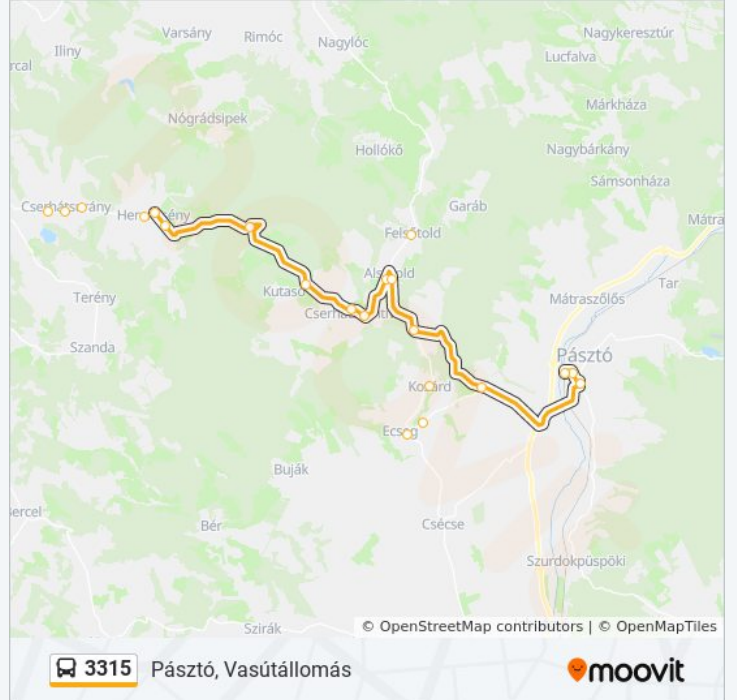 Varsány
Rimóc
Nagylóc
Nagykeresztúr
Iliny
Lucfalva
rcal
Márkháza
Nógrádsipek
Hollókő
Nagybárkány
Sámsonháza
Garáb
Mátra
Felsőtold
Tar
Kutasó
Terény
Mátraszőlős
Szanda
Pásztó
Kozárd
Ecseg
Buják
ercel
Bér
Csécse
Szurdokpüspöki
Szirák
© OpenStreetMap contributors | © OpenMapTiles
3315 Pásztó, Vasútállomás
moovit